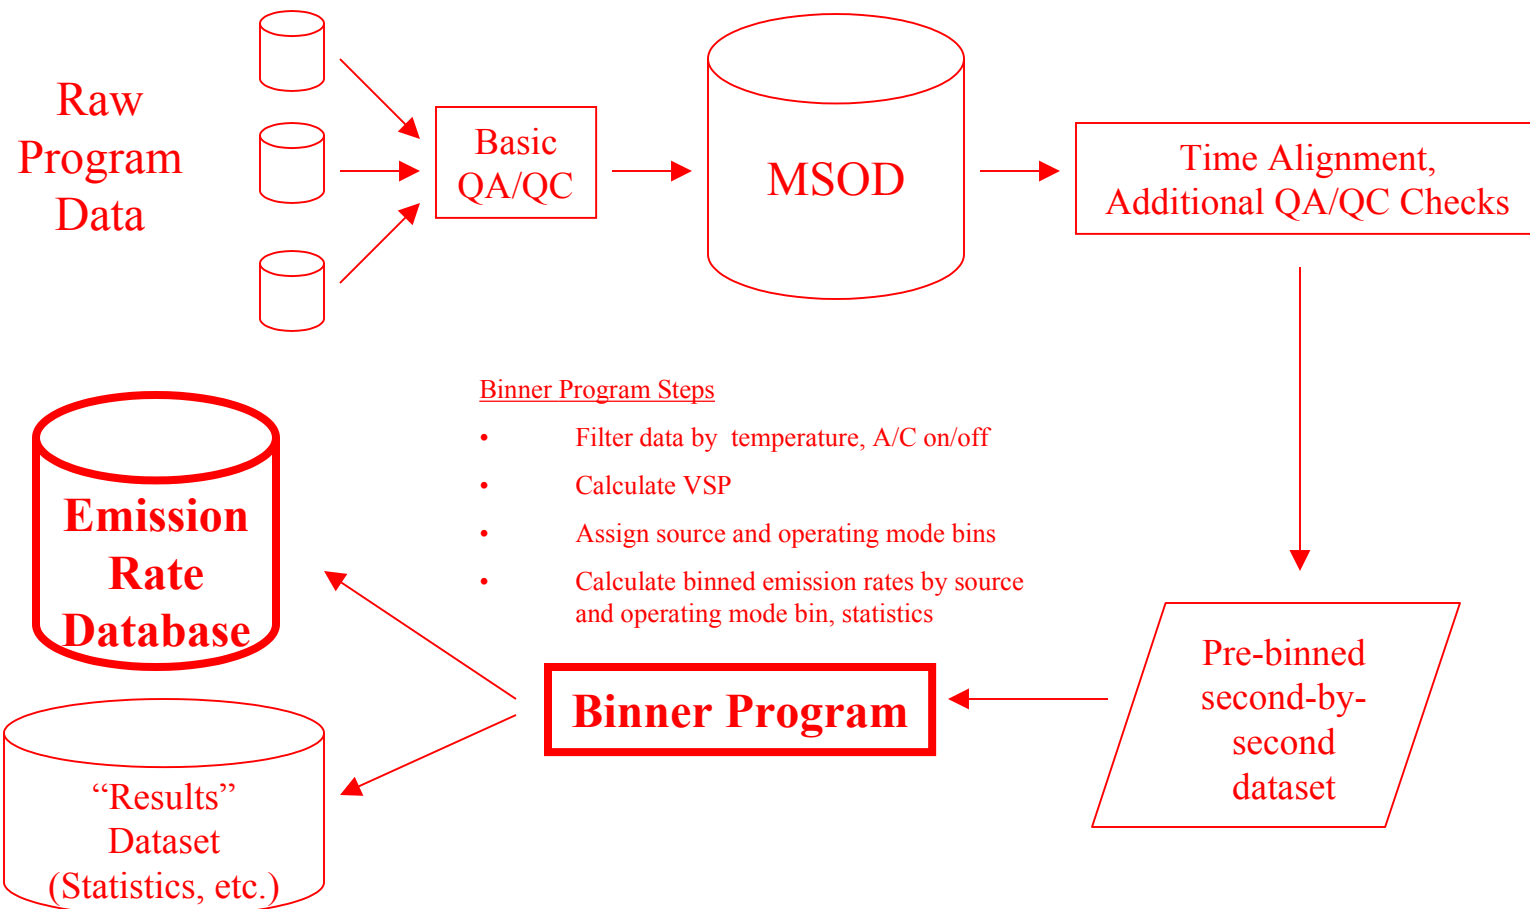 Raw
Program
Data
Basic
QA/QC
MSOD
Time Alignment,
Additional QA/QC Checks
Binner Program Steps
• Filter data by temperature, A/C on/off
• Calculate VSP
• Assign source and operating mode bins
• Calculate binned emission rates by source
and operating mode bin, statistics
Emission
Rate
Database
Binner Program
Pre-binned
second-by-
second
dataset
“Results”
Dataset
(Statistics, etc.)